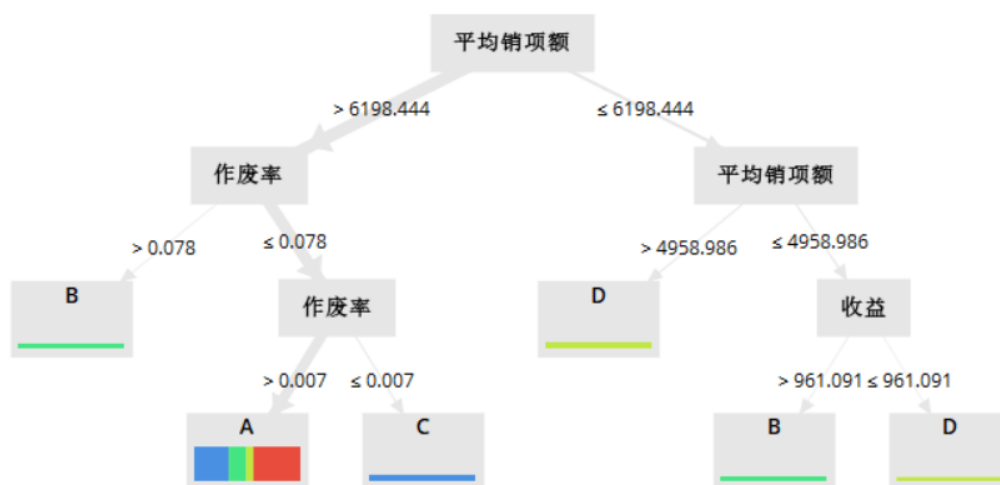 平均销项额
> 6198.444
≤ 6198.444
作废率
平均销项额
> 0.078
≤ 0.078
> 4958.986
≤ 4958.986
B
作废率
D
收益
> 0.007
≤ 0.007
> 961.091
≤ 961.091
A
C
B
D